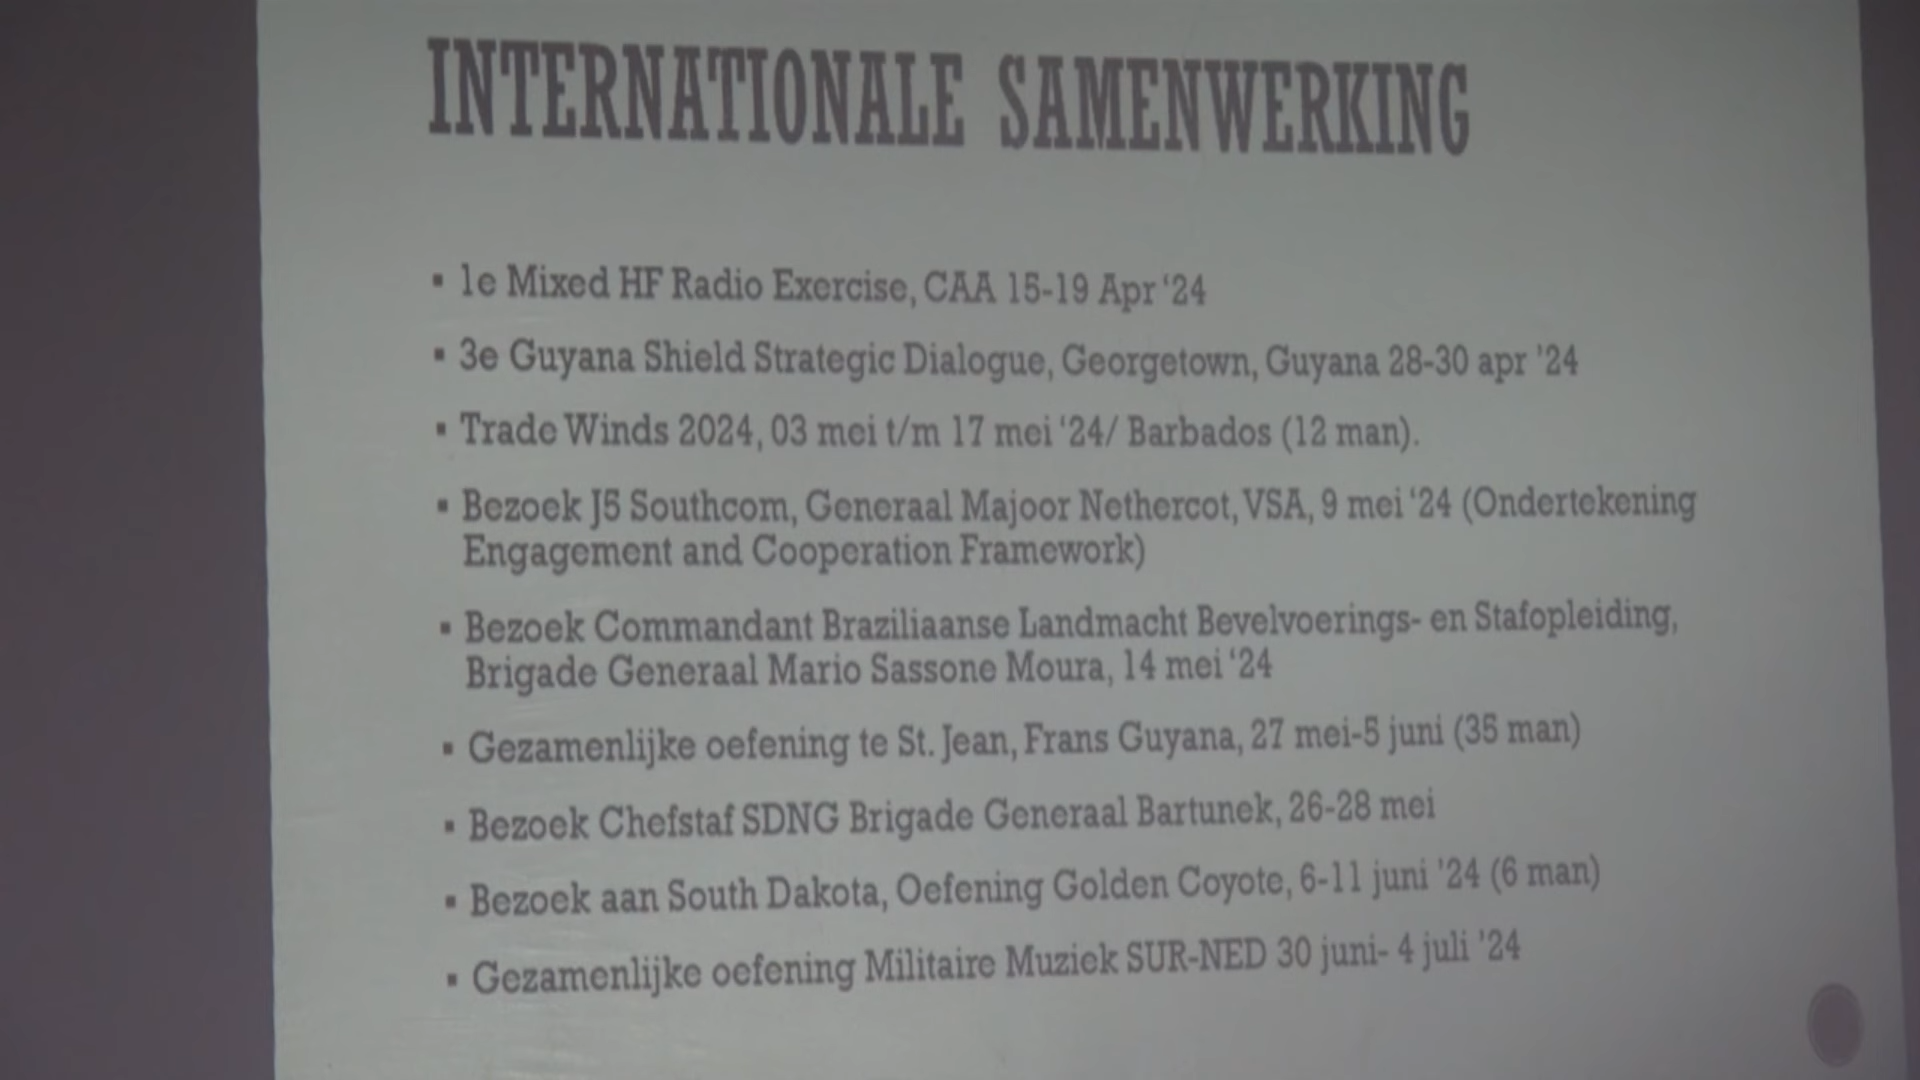 INTERNATIONALE SAMENWERKING
▪ 1e Mixed HF Radio Exercise, CAA 15-19 Apr ‘24
▪ 3e Guyana Shield Strategic Dialogue, Georgetown, Guyana 28-30 apr ’24
▪ Trade Winds 2024, 03 mei t/m 17 mei ‘24/ Barbados (12 man).
▪ Bezoek J5 Southcom, Generaal Majoor Nethercot, VSA, 9 mei ‘24 (Ondertekening
Engagement and Cooperation Framework)
▪ Bezoek Commandant Braziliaanse Landmacht Bevelvoerings- en Stafopleiding,
Brigade Generaal Mario Sassone Moura, 14 mei ‘24
▪ Gezamenlijke oefening te St. Jean, Frans Guyana, 27 mei-5 juni (35 man)
▪ Bezoek Chefstaf SDNG Brigade Generaal Bartunek, 26-28 mei
▪ Bezoek aan South Dakota, Oefening Golden Coyote, 6-11 juni ’24 (6 man)
▪ Gezamenlijke oefening Militaire Muziek SUR-NED 30 juni- 4 juli ’24